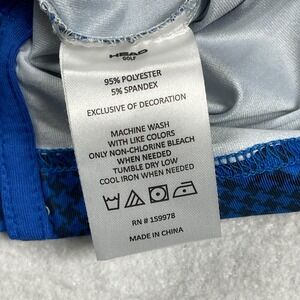 HEAD
GOLF
95% POLYESTER
5% SPANDEX
EXCLUSIVE OF DECORATION
MACHINE WASH
WITH LIKE COLORS
ONLY NON-CHLORINE BLEACH
WHEN NEEDED
TUMBLE DRY LOW
COOL IRON WHEN NEEDED
RN # 159978
MADE IN CHINA